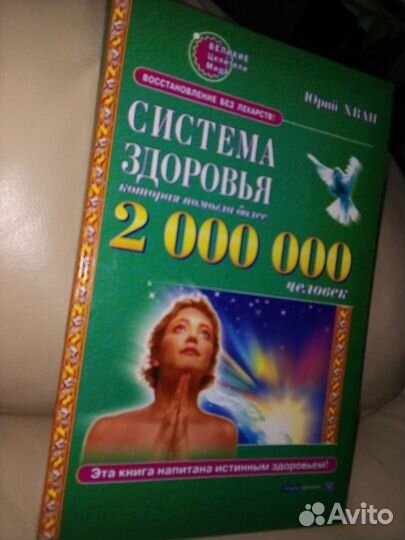 ВЕЛИКИЕ
Целители
Мира
ВОССТАНОВЛЕНИЕ БЕЗ ЛЕКАРСТВ!
Юрий ХВАН
СИСТЕМА
ЗДОРОВЬЯ
которая помогла более
2 000 000
человек
Эта книга напитана истинным здоровьем!
Avito